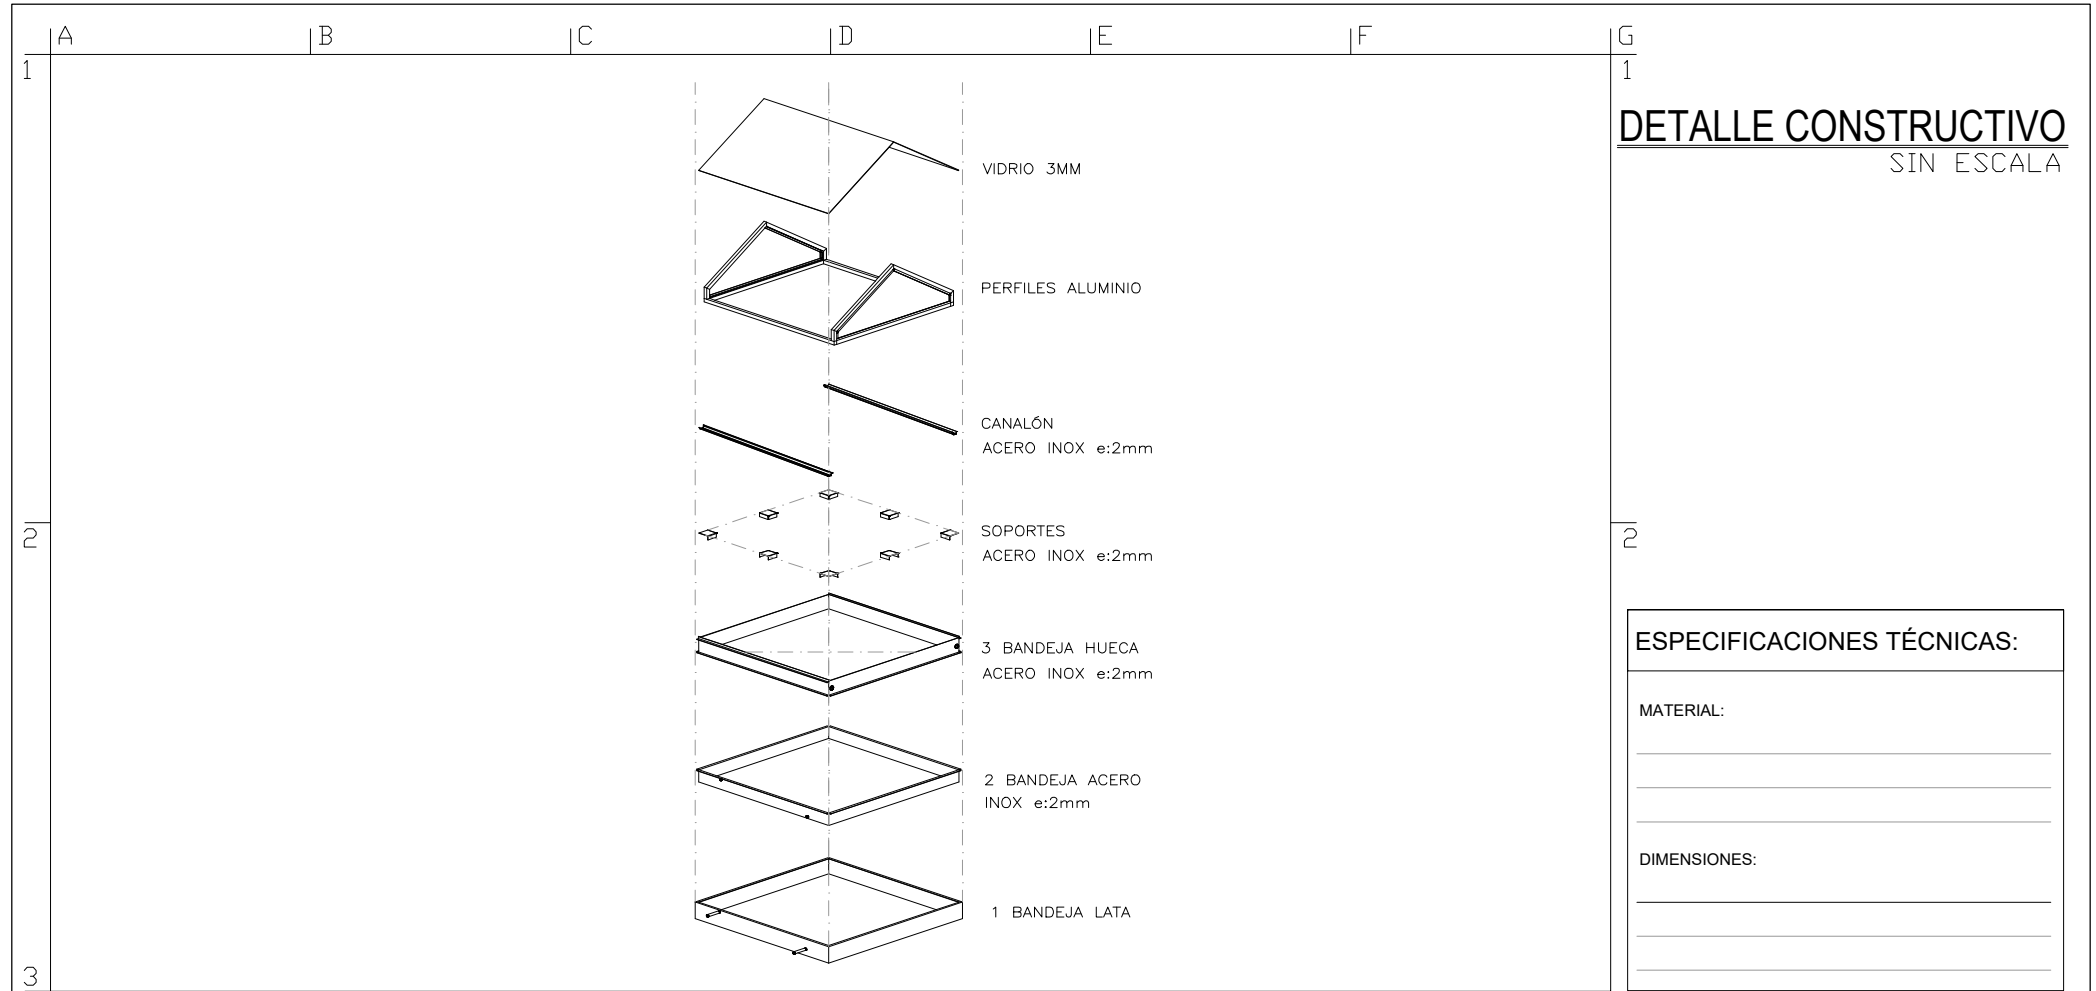 A B C D E F G
1 1
DETALLE CONSTRUCTIVO
SIN ESCALA
VIDRIO 3MM
PERFILES ALUMINIO
CANALÓN
ACERO INOX e:2mm
SOPORTES
ACERO INOX e:2mm
2 2
3 BANDEJA HUECA
ACERO INOX e:2mm
2 BANDEJA ACERO
INOX e:2mm
1 BANDEJA LATA
3
ESPECIFICACIONES TÉCNICAS:
MATERIAL:
DIMENSIONES: